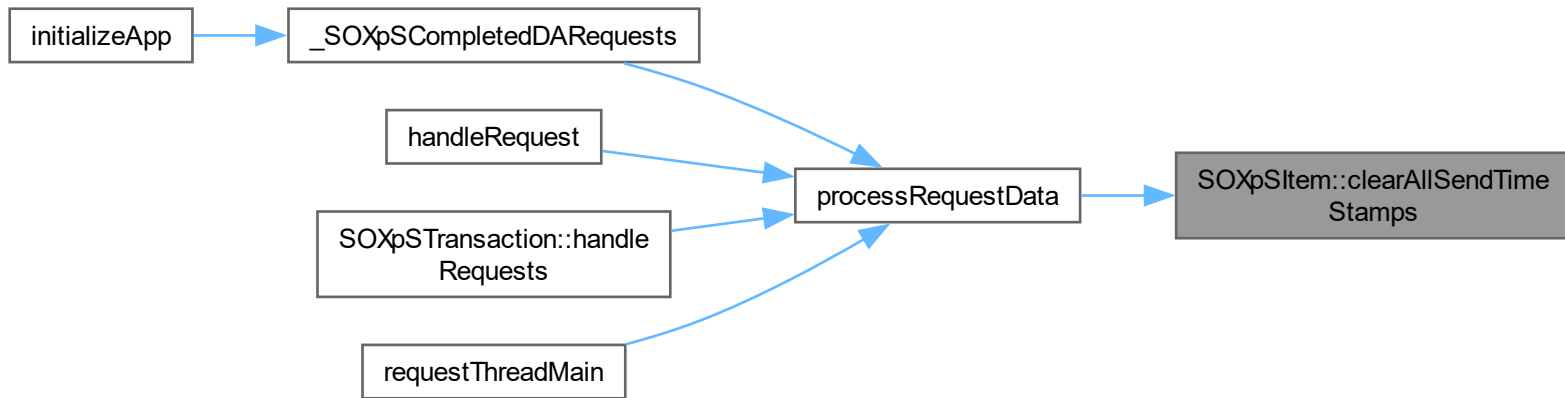 initializeApp
_SOXpSCompletedDARequests
handleRequest
SOXpSTransaction::handle
Requests
requestThreadMain
processRequestData
SOXpSItem::clearAllSendTime
Stamps